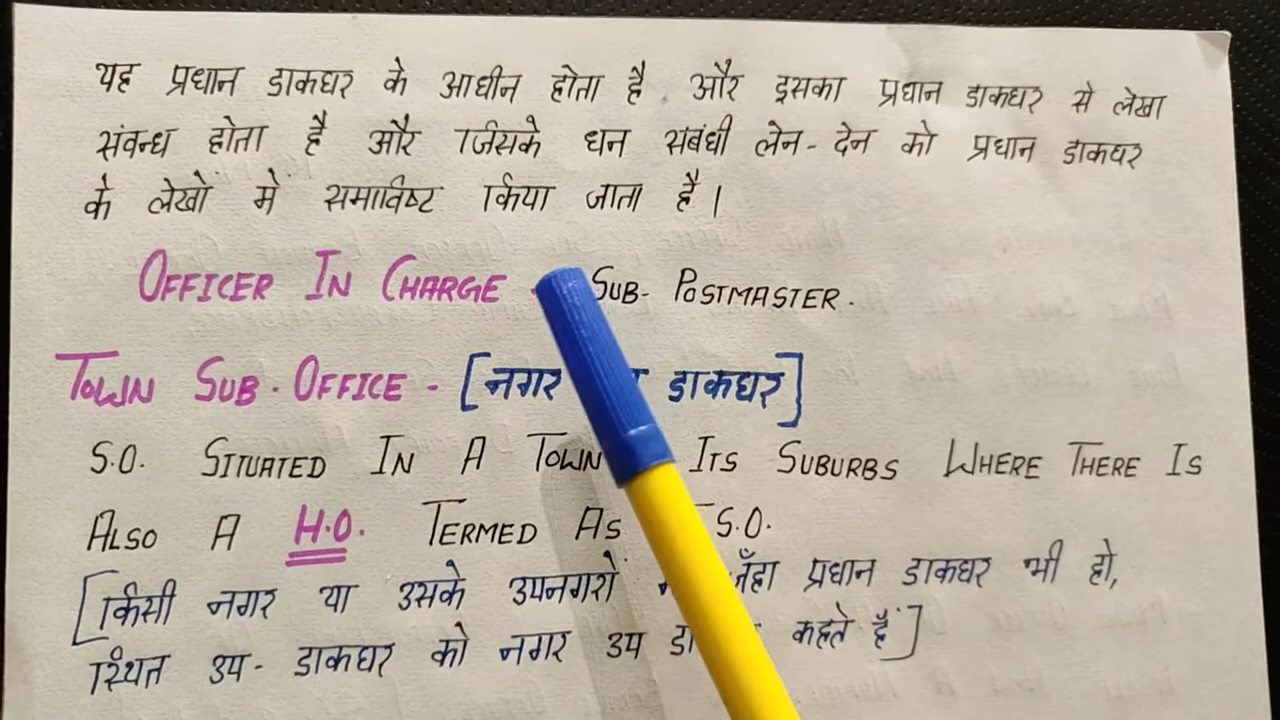 यह प्रधान डाकघर के आधीन होता है और इसका प्रधान डाकघर से लेखा
संवन्ध होता है और जिसके धन संबंधी लेन-देन को प्रधान डाकघर
के लेखों में समाविष्ट किया जाता है।
OFFICER IN CHARGE - SUB- POSTMASTER.
TOWN SUB. OFFICE - [नगर डाकघर]
S.O. SITUATED IN A TOWN ITS SUBURBS WHERE THERE IS
ALSO A H.O. TERMED AS T.S.O.
[किसी नगर या उसके उपनगरों जँहा प्रधान डाकघर भी हो,
स्थित उप- डाकघर को नगर उप कहते हैं]